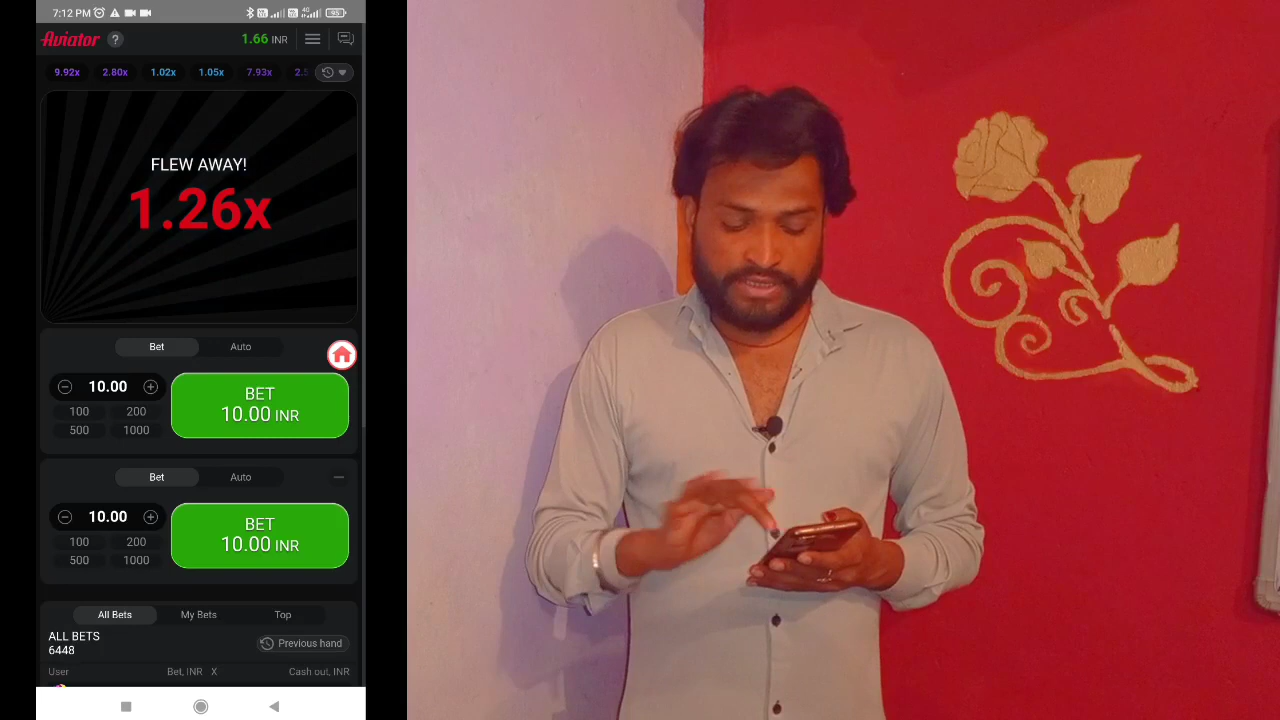 7:12 PM
Aviator ? 1.66 INR
9.92x 2.80x 1.02x 1.05x 7.93x
FLEW AWAY!
1.26x
Bet Auto
10.00
100 200
500 1000
BET
10.00 INR
Bet Auto
10.00
100 200
500 1000
BET
10.00 INR
All Bets My Bets Top
ALL BETS
6448
Previous hand
User Bet, INR X Cash out, INR